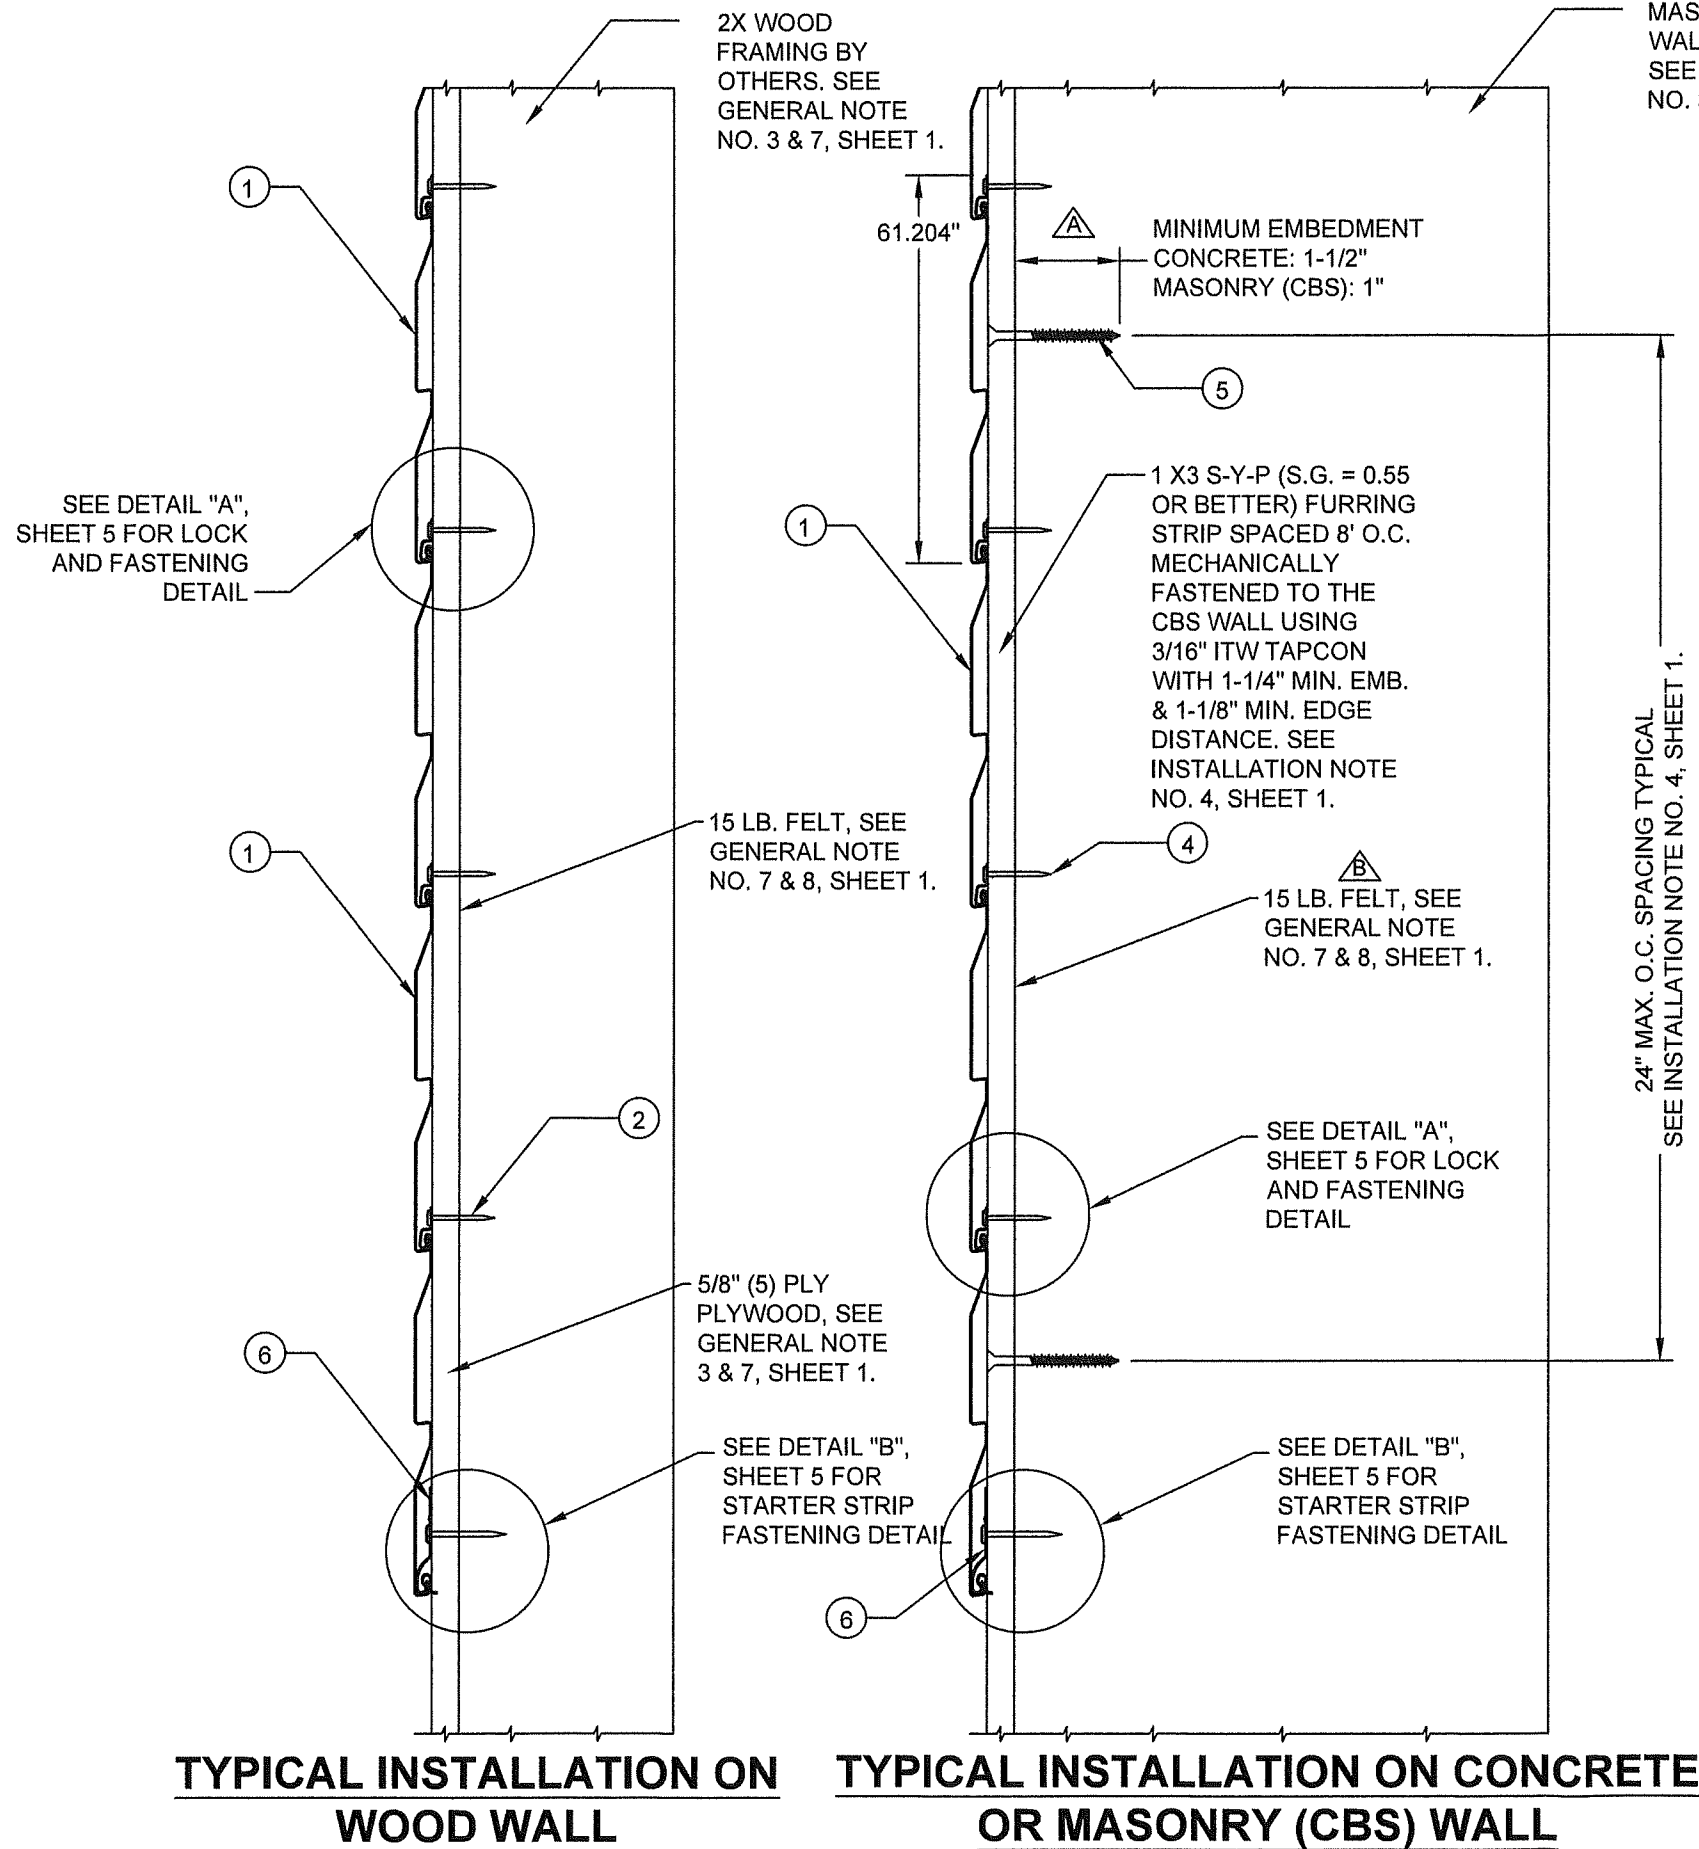 2X WOOD
FRAMING BY
OTHERS. SEE
GENERAL NOTE
NO. 3 & 7, SHEET 1.
WAL
SEE
NO.
1
61.204"
A
MINIMUM EMBEDMENT
CONCRETE: 1-1/2"
MASONRY (CBS): 1"
5
SEE DETAIL "A",
SHEET 5 FOR LOCK
AND FASTENING
DETAIL
1
1 X3 S-Y-P (S.G. = 0.55
OR BETTER) FURRING
STRIP SPACED 8' O.C.
MECHANICALLY
FASTENED TO THE
CBS WALL USING
3/16" ITW TAPCON
WITH 1-1/4" MIN. EMB.
& 1-1/8" MIN. EDGE
DISTANCE. SEE
INSTALLATION NOTE
NO. 4, SHEET 1.
24" MAX. O.C. SPACING TYPICAL
SEE INSTALLATION NOTE NO. 4, SHEET 1.
1
15 LB. FELT, SEE
GENERAL NOTE
NO. 7 & 8, SHEET 1.
4
B
15 LB. FELT, SEE
GENERAL NOTE
NO. 7 & 8, SHEET 1.
2
SEE DETAIL "A",
SHEET 5 FOR LOCK
AND FASTENING
DETAIL
5/8" (5) PLY
PLYWOOD, SEE
GENERAL NOTE
3 & 7, SHEET 1.
6
SEE DETAIL "B",
SHEET 5 FOR
STARTER STRIP
FASTENING DETAIL
SEE DETAIL "B",
SHEET 5 FOR
STARTER STRIP
FASTENING DETAIL
6
TYPICAL INSTALLATION ON
WOOD WALL
TYPICAL INSTALLATION ON CONCRETE
OR MASONRY (CBS) WALL